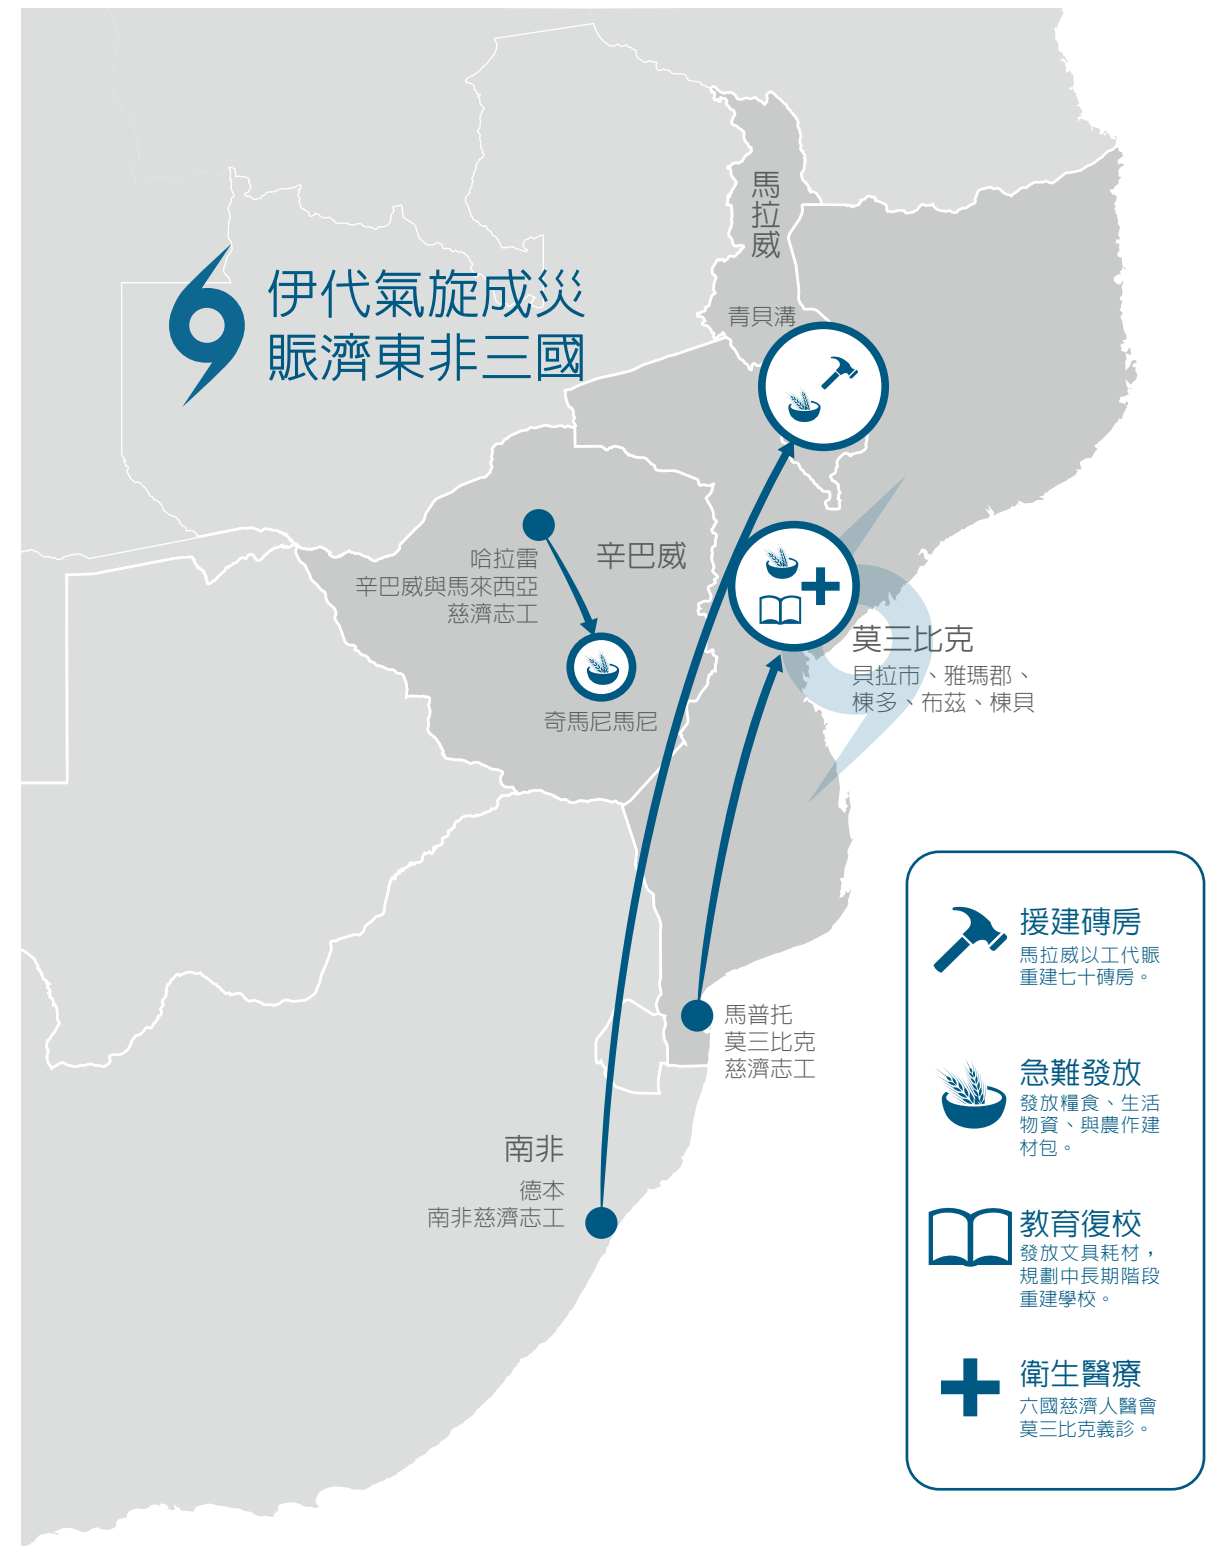 伊代氣旋成災
賑濟東非三國
馬拉威
青貝溝
哈拉雷
辛巴威與馬來西亞
慈濟志工
辛巴威
奇馬尼馬尼
莫三比克
貝拉市、雅瑪郡、
棟多、布茲、棟貝
馬普托
莫三比克
慈濟志工
南非
德本
南非慈濟志工
援建磚房
馬拉威以工代賑
重建七十磚房。
急難發放
發放糧食、生活
物資、與農作建
材包。
教育復校
發放文具耗材，
規劃中長期階段
重建學校。
衛生醫療
六國慈濟人醫會
莫三比克義診。